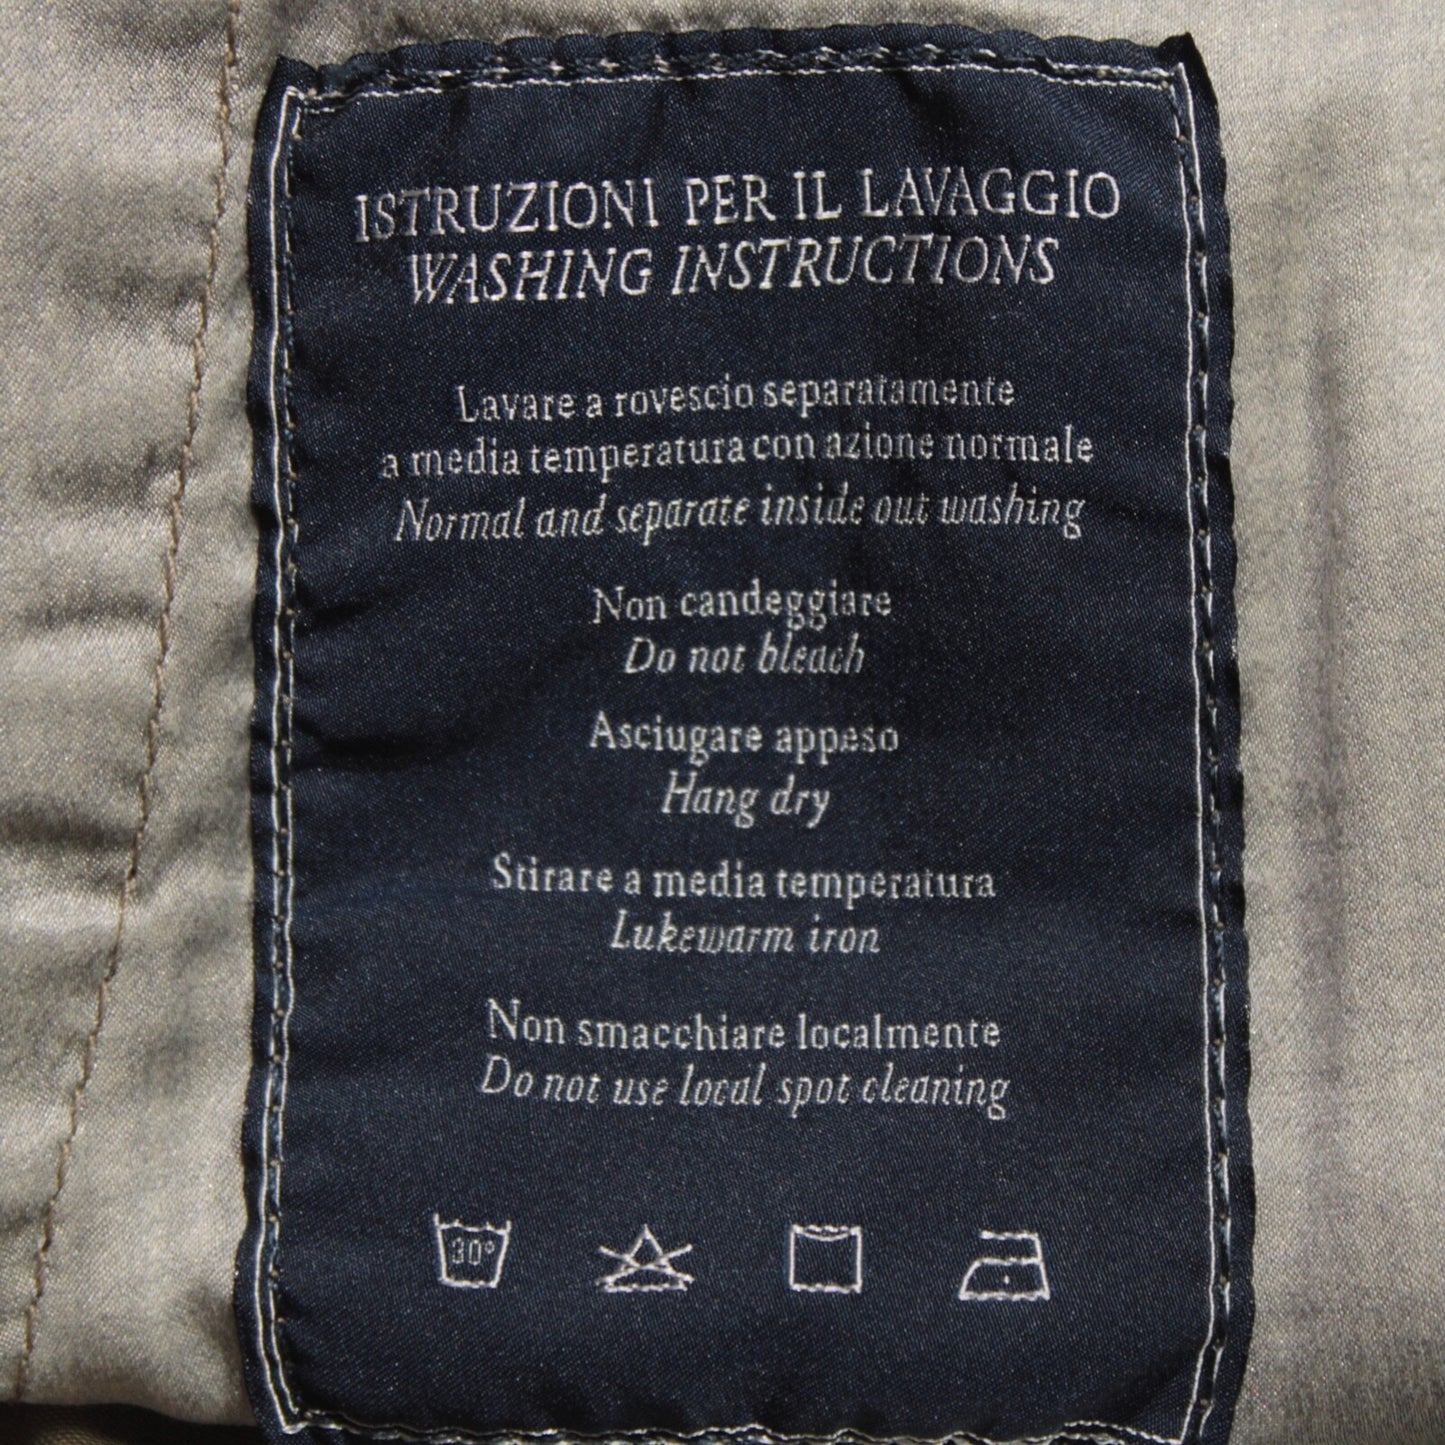 ISTRUZIONI PER IL LAVAGGIO
WASHING INSTRUCTIONS
Lavare a rovescio separatamente
a media temperatura con azione normale
Normal and separate inside out washing
Non candeggiare
Do not bleach
Asciugare appeso
Hang dry
Stirare a media temperatura
Lukewarm iron
Non smacchiare localmente
Do not use local spot cleaning
30°